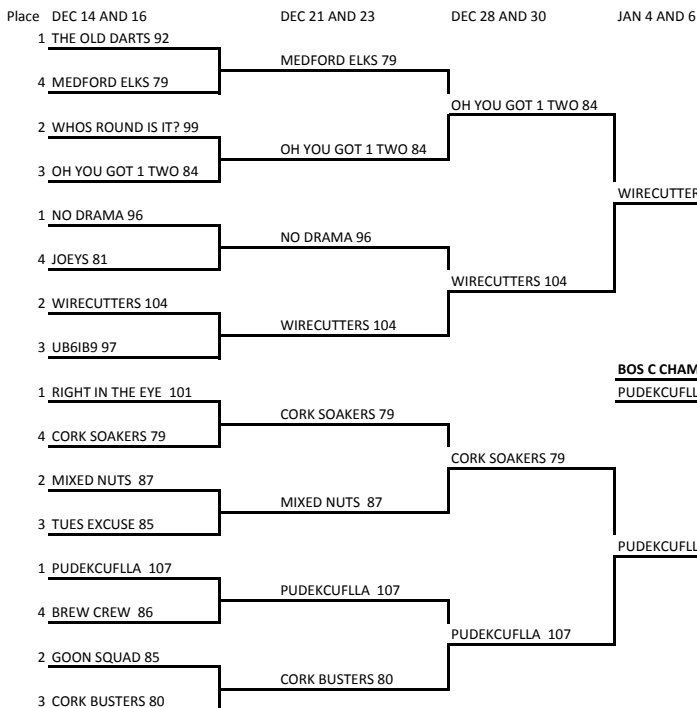 Place DEC 14 AND 16 DEC 21 AND 23 DEC 28 AND 30 JAN 4 AND 6
1 THE OLD DARTS 92
MEDFORD ELKS 79
4 MEDFORD ELKS 79
OH YOU GOT 1 TWO 84
2 WHOS ROUND IS IT? 99
OH YOU GOT 1 TWO 84
3 OH YOU GOT 1 TWO 84
WIRECUTTER
1 NO DRAMA 96
NO DRAMA 96
4 JOEYS 81
WIRECUTTERS 104
2 WIRECUTTERS 104
WIRECUTTERS 104
3 UB6IB9 97
BOS C CHAM
1 RIGHT IN THE EYE 101
PUDEKCUFLL
CORK SOAKERS 79
4 CORK SOAKERS 79
CORK SOAKERS 79
2 MIXED NUTS 87
MIXED NUTS 87
3 TUES EXCUSE 85
PUDEKCUFLL
1 PUDEKCUFLLA 107
PUDEKCUFLLA 107
4 BREW CREW 86
PUDEKCUFLLA 107
2 GOON SQUAD 85
CORK BUSTERS 80
3 CORK BUSTERS 80